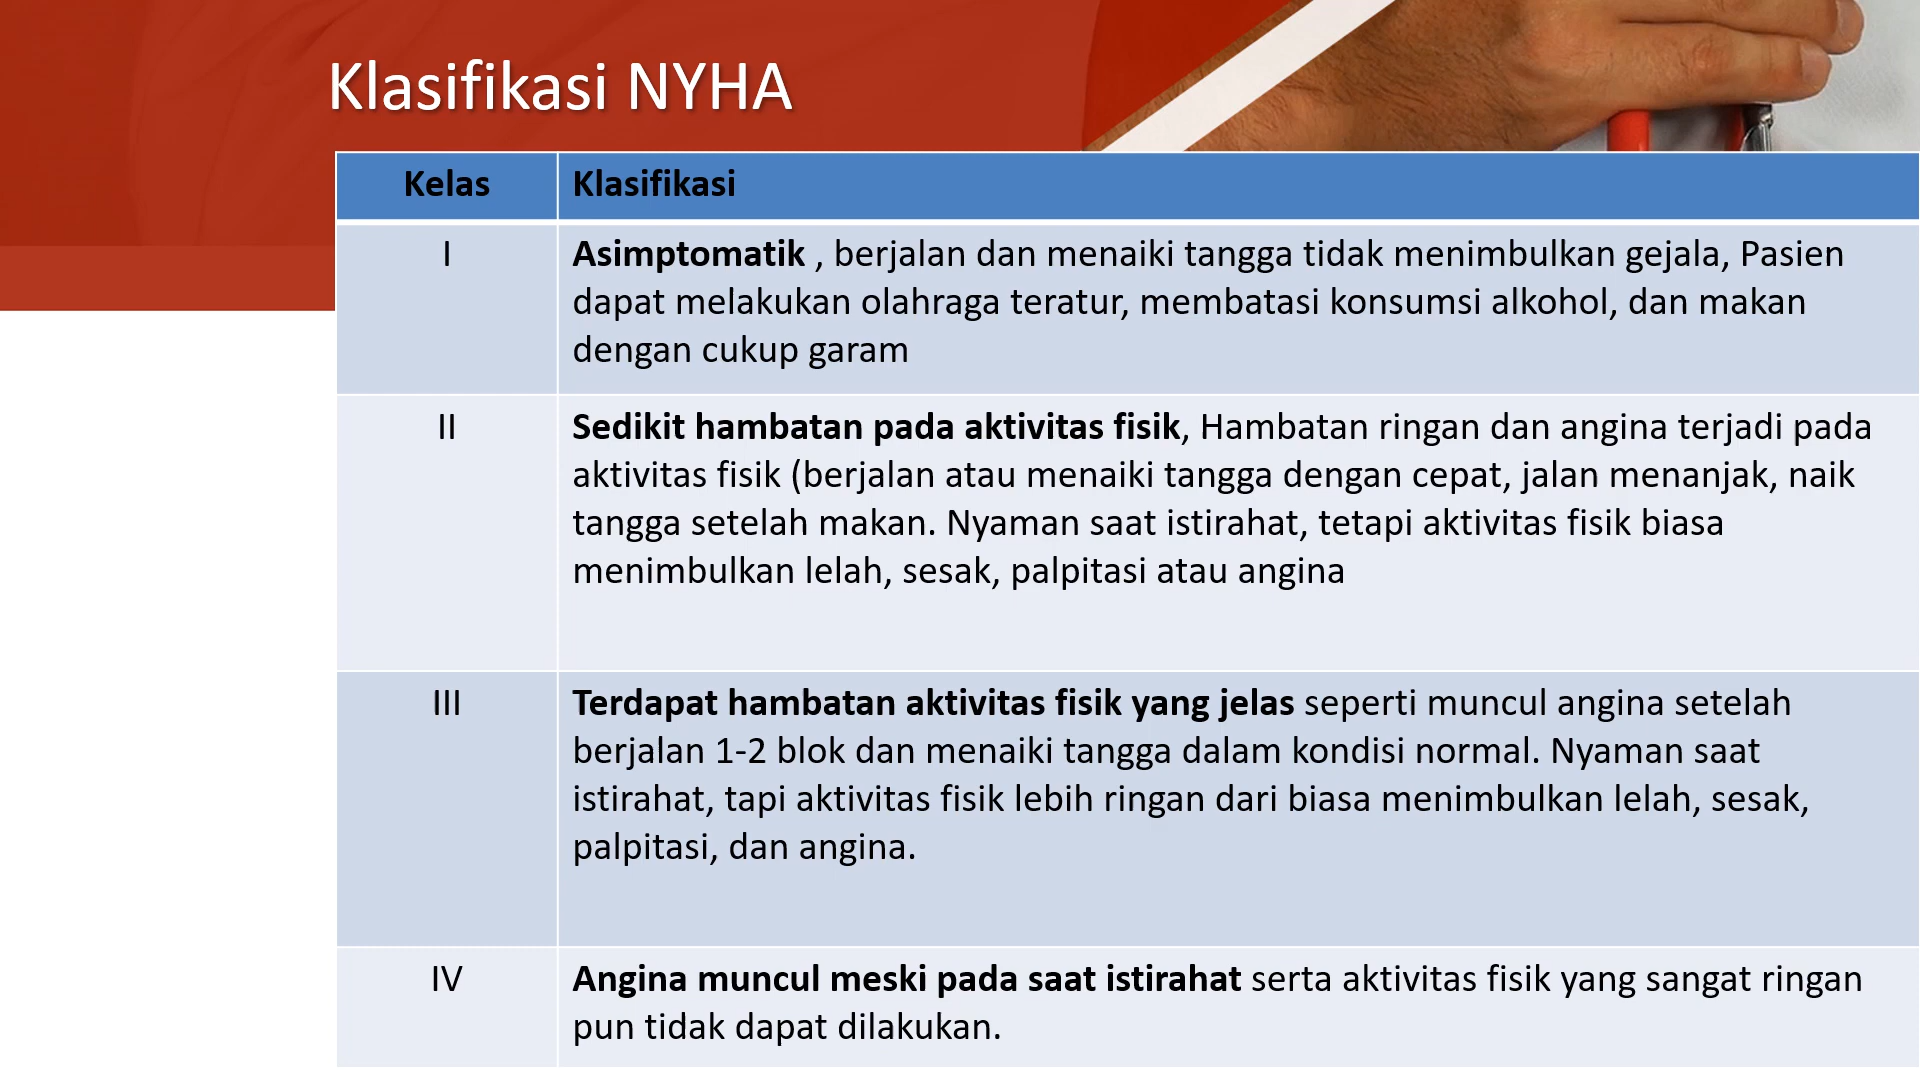 Klasifikasi NYHA
Kelas
Klasifikasi
I
Asimptomatik , berjalan dan menaiki tangga tidak menimbulkan gejala, Pasien
dapat melakukan olahraga teratur, membatasi konsumsi alkohol, dan makan
dengan cukup garam
II
Sedikit hambatan pada aktivitas fisik, Hambatan ringan dan angina terjadi pada
aktivitas fisik (berjalan atau menaiki tangga dengan cepat, jalan menanjak, naik
tangga setelah makan. Nyaman saat istirahat, tetapi aktivitas fisik biasa
menimbulkan lelah, sesak, palpitasi atau angina
III
Terdapat hambatan aktivitas fisik yang jelas seperti muncul angina setelah
berjalan 1-2 blok dan menaiki tangga dalam kondisi normal. Nyaman saat
istirahat, tapi aktivitas fisik lebih ringan dari biasa menimbulkan lelah, sesak,
palpitasi, dan angina.
IV
Angina muncul meski pada saat istirahat serta aktivitas fisik yang sangat ringan
pun tidak dapat dilakukan.